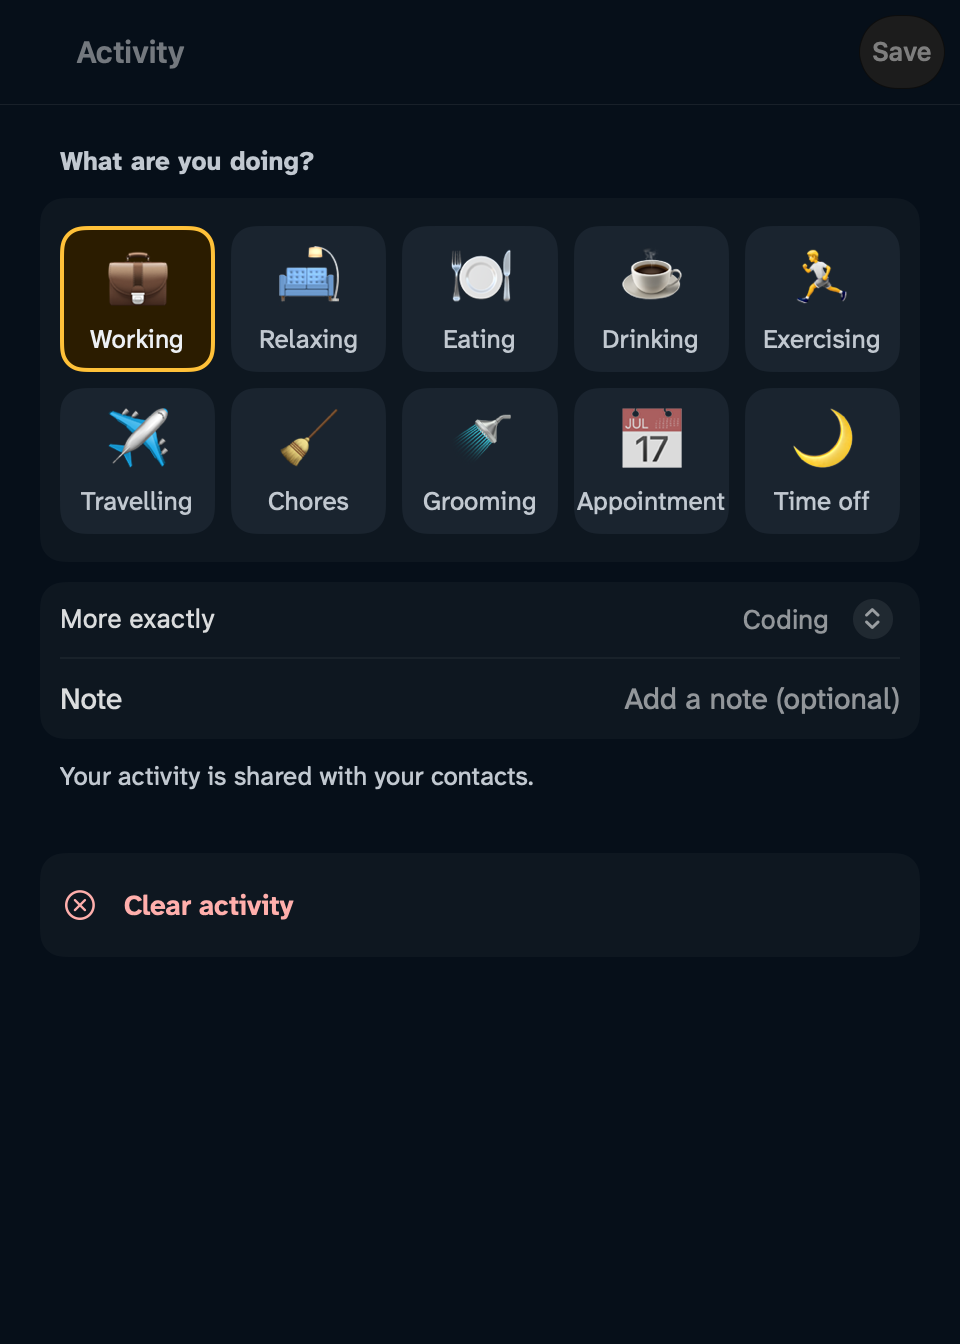 Activity
Save
What are you doing?
Working
Relaxing
Eating
Drinking
Exercising
Travelling
Chores
Grooming
JUL
17
Appointment
Time off
More exactly
Coding
Note
Add a note (optional)
Your activity is shared with your contacts.
Clear activity